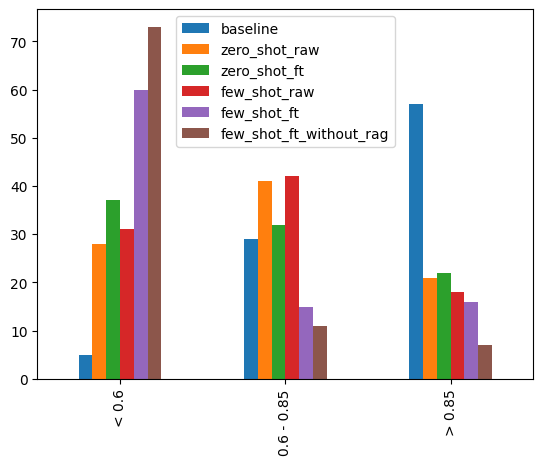 70
60
50
40
30
20
10
0
baseline
zero_shot_raw
zero_shot_ft
few_shot_raw
few_shot_ft
few_shot_ft_without_rag
< 0.6
0.6 - 0.85
> 0.85